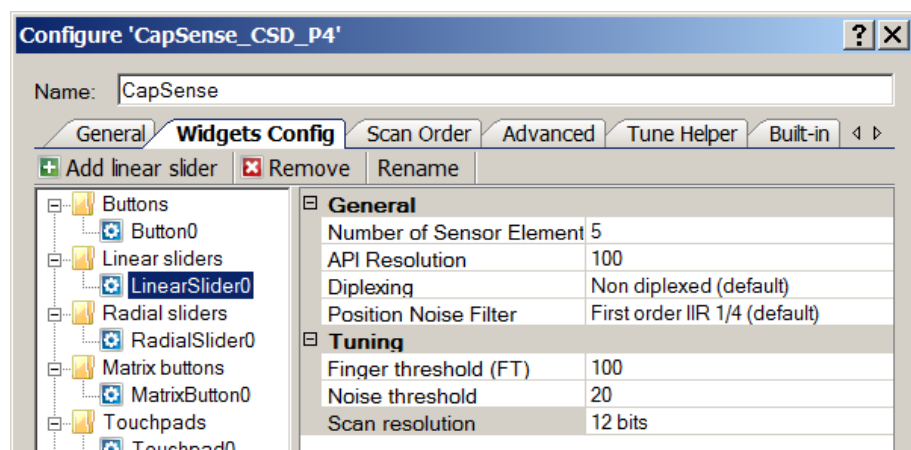 Configure 'CapSense_CSD_P4'
Name: CapSense
General Widgets Config Scan Order Advanced Tune Helper Built-in
Add linear slider Remove Rename
Buttons
Button0
Linear sliders
LinearSlider0
Radial sliders
RadialSlider0
Matrix buttons
MatrixButton0
Touchpads
Touchpad0
General
Number of Sensor Element 5
API Resolution 100
Diplexing Non diplexed (default)
Position Noise Filter First order IIR 1/4 (default)
Tuning
Finger threshold (FT) 100
Noise threshold 20
Scan resolution 12 bits